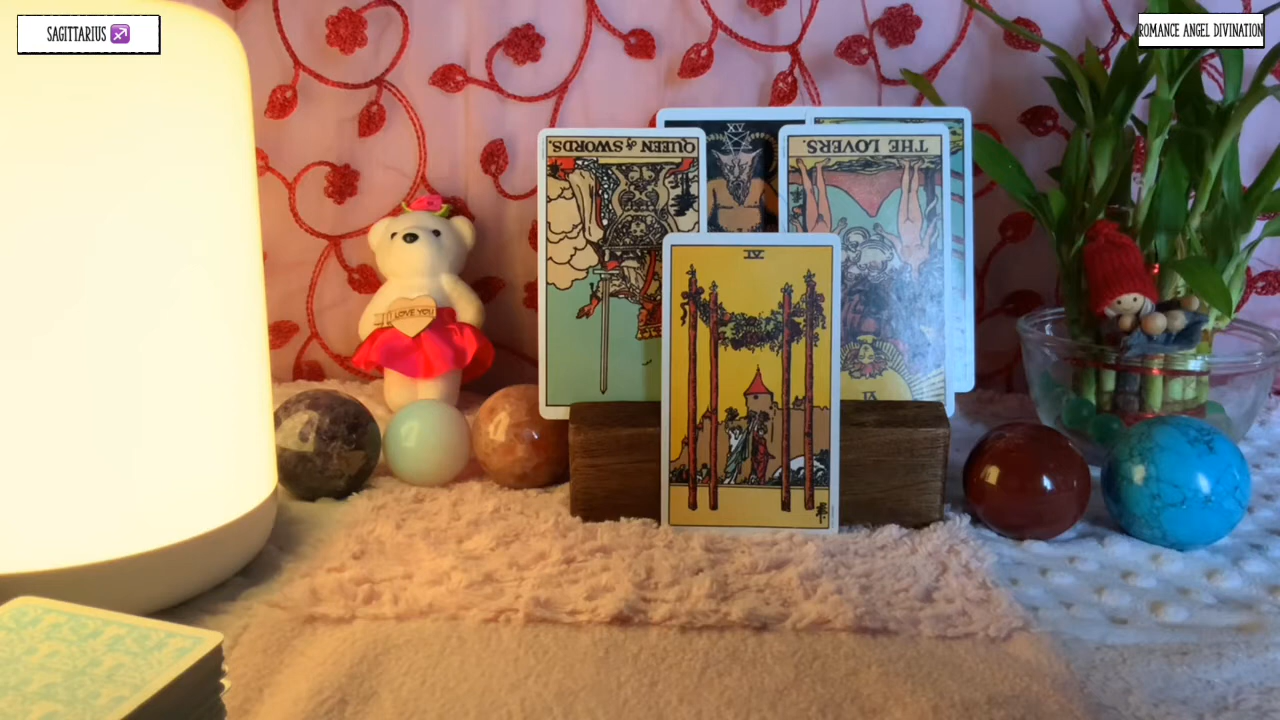 SAGITTARIUS ♐
ROMANCE ANGEL DIVINATION
QUEEN of SWORDS.
XV
THE LOVERS.
IV
I LOVE YOU
VI